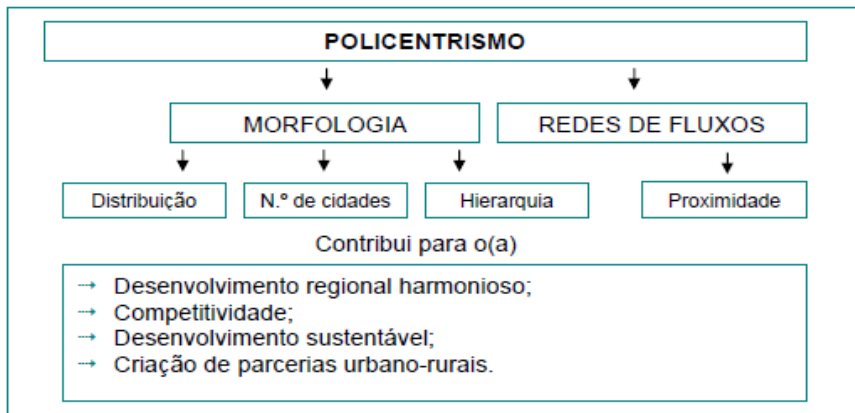 POLICENTRISMO
MORFOLOGIA
REDES DE FLUXOS
Distribuição
N.º de cidades
Hierarquia
Proximidade
Contribui para o(a)
→ Desenvolvimento regional harmonioso;
→ Competitividade;
→ Desenvolvimento sustentável;
→ Criação de parcerias urbano-rurais.